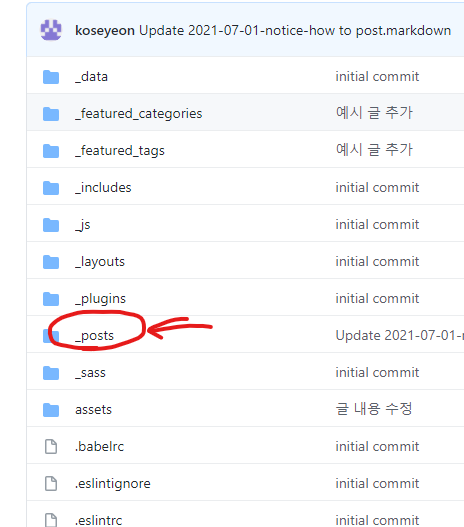 koseyeon Update 2021-07-01-notice-how to post.markdown
_data initial commit
_featured_categories 예시 글 추가
_featured_tags 예시 글 추가
_includes initial commit
_js initial commit
_layouts initial commit
_plugins initial commit
_posts Update 2021-07-01-
_sass initial commit
assets 글 내용 수정
.babelrc initial commit
.eslintignore initial commit
.eslintrc initial commit